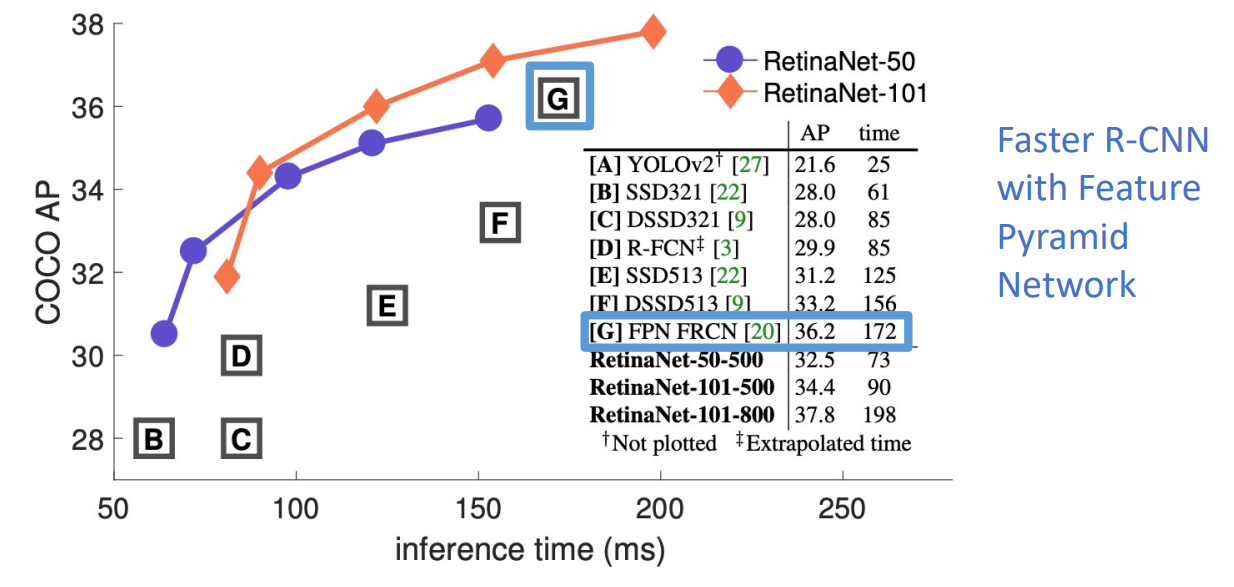 38
36
34
32
30
28
COCO AP
50
100
150
200
250
inference time (ms)
B
C
D
E
F
G
RetinaNet-50
RetinaNet-101
AP time
[A] YOLOv2† [27] 21.6 25
[B] SSD321 [22] 28.0 61
[C] DSSD321 [9] 28.0 85
[D] R-FCN‡ [3] 29.9 85
[E] SSD513 [22] 31.2 125
[F] DSSD513 [9] 33.2 156
[G] FPN FRCN [20] 36.2 172
RetinaNet-50-500 32.5 73
RetinaNet-101-500 34.4 90
RetinaNet-101-800 37.8 198
†Not plotted ‡Extrapolated time
Faster R-CNN
with Feature
Pyramid
Network